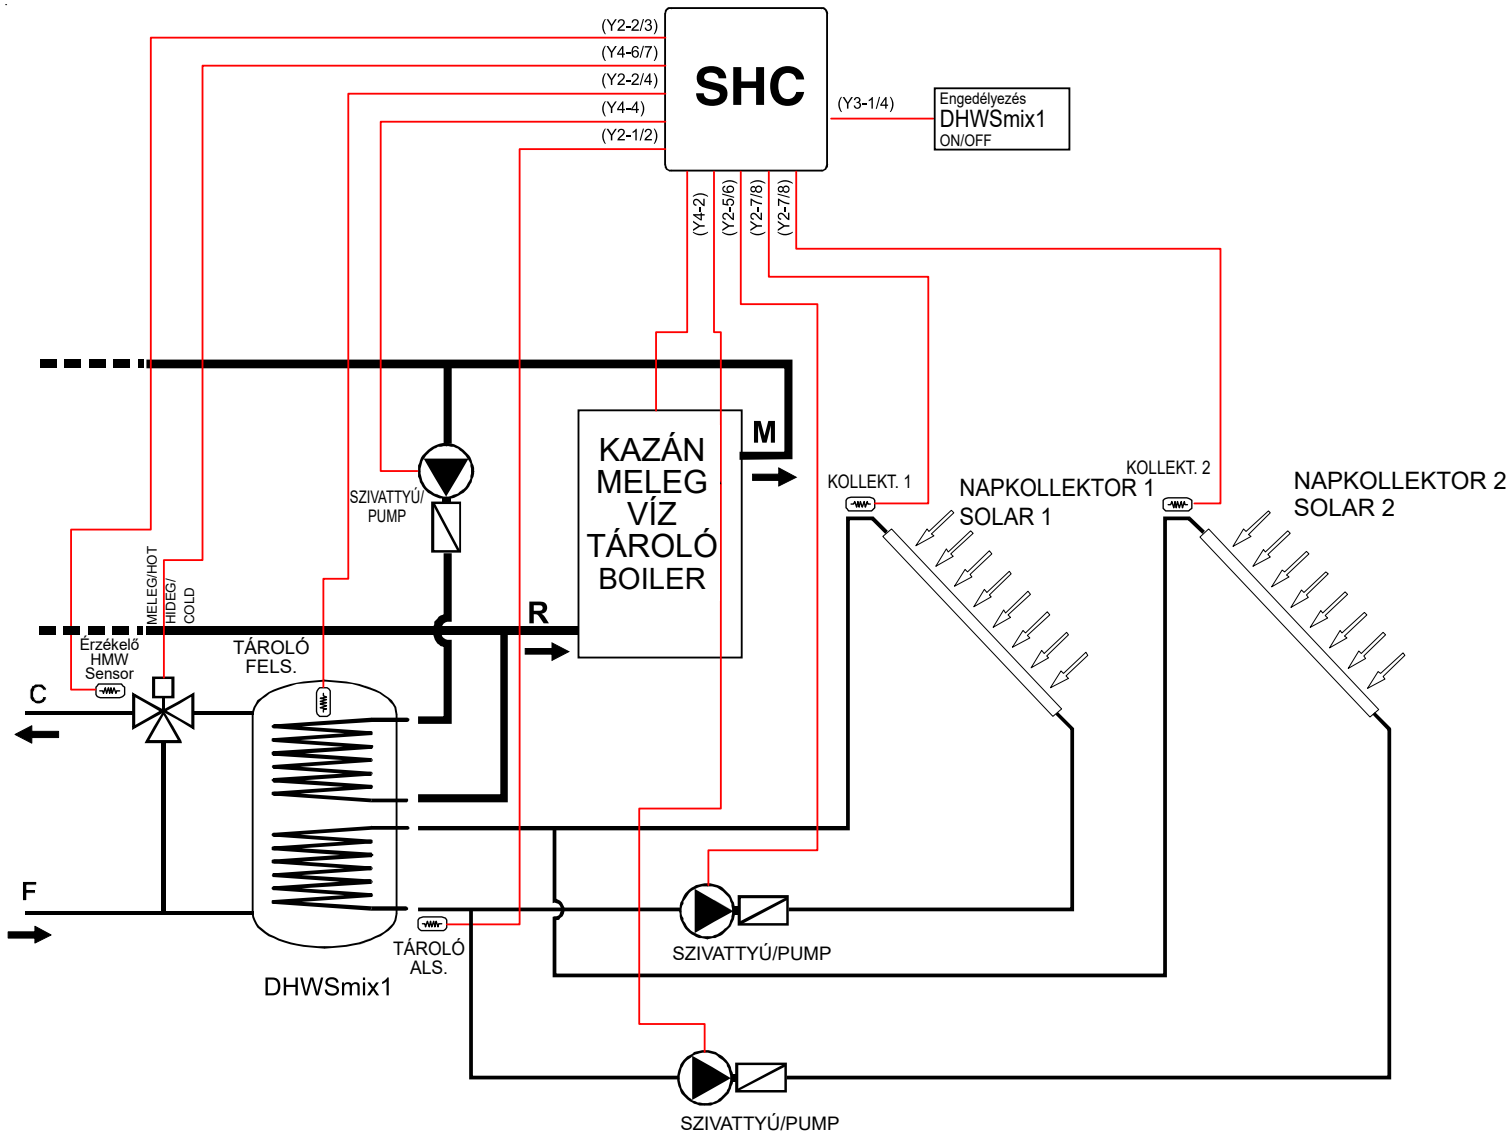 (Y2-2/3)
(Y4-6/7)
(Y2-2/4)
(Y4-4)
(Y2-1/2)
SHC
(Y3-1/4)
Engedélyezés
DHWSmix1
ON/OFF
(Y4-2)
(Y2-5/6)
(Y2-7/8)
(Y2-7/8)
KAZÁN
MELEG
VÍZ
TÁROLÓ
BOILER
M
R
SZIVATTYÚ/
PUMP
KOLLEKT. 1
NAPKOLLEKTOR 1
SOLAR 1
KOLLEKT. 2
NAPKOLLEKTOR 2
SOLAR 2
MELEG/HOT
HIDEG/
COLD
Érzékelő
HMW
Sensor
TÁROLÓ
FELS.
C
F
TÁROLÓ
ALS.
DHWSmix1
SZIVATTYÚ/PUMP
SZIVATTYÚ/PUMP